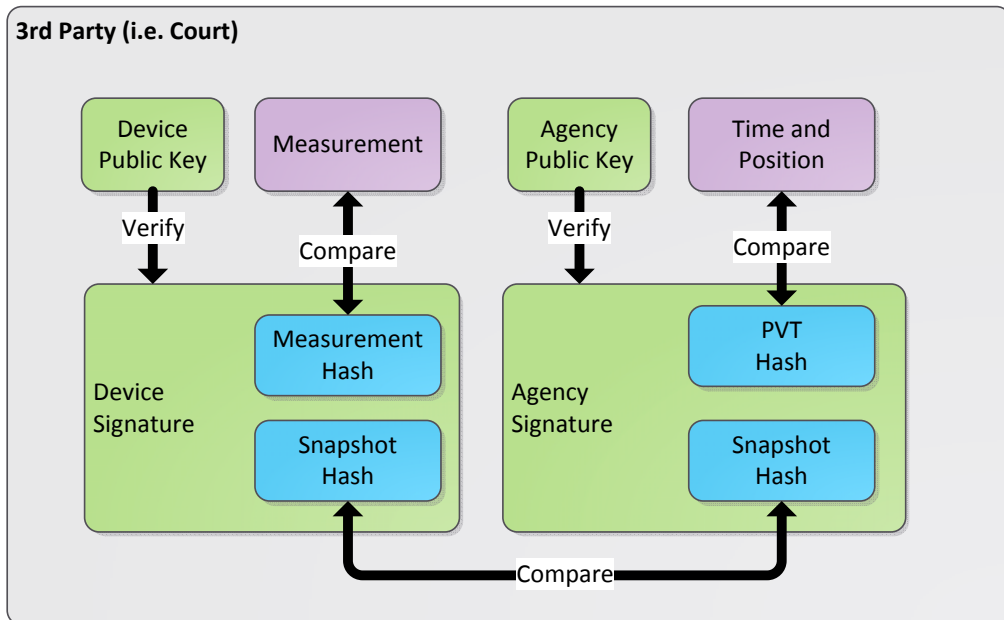 3rd Party (i.e. Court)
Device
Public Key
Measurement
Agency
Public Key
Time and
Position
Verify
Compare
Verify
Compare
Device
Signature
Measurement
Hash
Snapshot
Hash
Agency
Signature
PVT
Hash
Snapshot
Hash
Compare